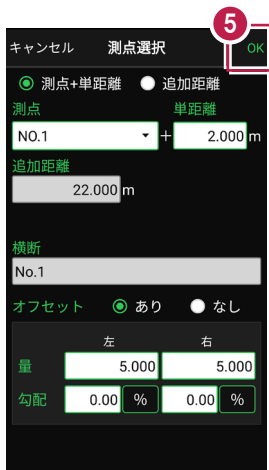 5
キャンセル 測点選択 OK
測点+単距離 追加距離
測点 単距離
NO.1 + 2.000 m
追加距離
22.000 m
横断
No.1
オフセット あり なし
左 右
量 5.000 5.000
勾配 0.00 % 0.00 %